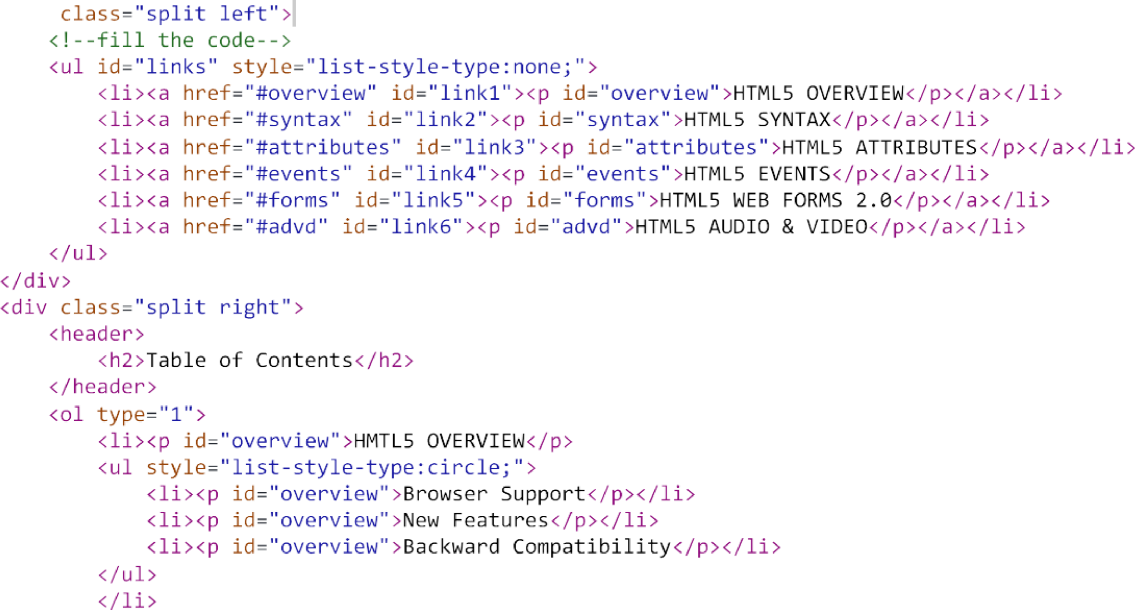 class="split left">
<!--fill the code-->
<ul id="links" style="list-style-type:none;">
<li><a href="#overview" id="link1"><p id="overview">HTML5 OVERVIEW</p></a></li>
<li><a href="#syntax" id="link2"><p id="syntax">HTML5 SYNTAX</p></a></li>
<li><a href="#attributes" id="link3"><p id="attributes">HTML5 ATTRIBUTES</p></a></li>
<li><a href="#events" id="link4"><p id="events">HTML5 EVENTS</p></a></li>
<li><a href="#forms" id="link5"><p id="forms">HTML5 WEB FORMS 2.0</p></a></li>
<li><a href="#advd" id="link6"><p id="advd">HTML5 AUDIO & VIDEO</p></a></li>
</ul>
</div>
<div class="split right">
<header>
<h2>Table of Contents</h2>
</header>
<ol type="1">
<li><p id="overview">HMTL5 OVERVIEW</p>
<ul style="list-style-type:circle;">
<li><p id="overview">Browser Support</p></li>
<li><p id="overview">New Features</p></li>
<li><p id="overview">Backward Compatibility</p></li>
</ul>
</li>